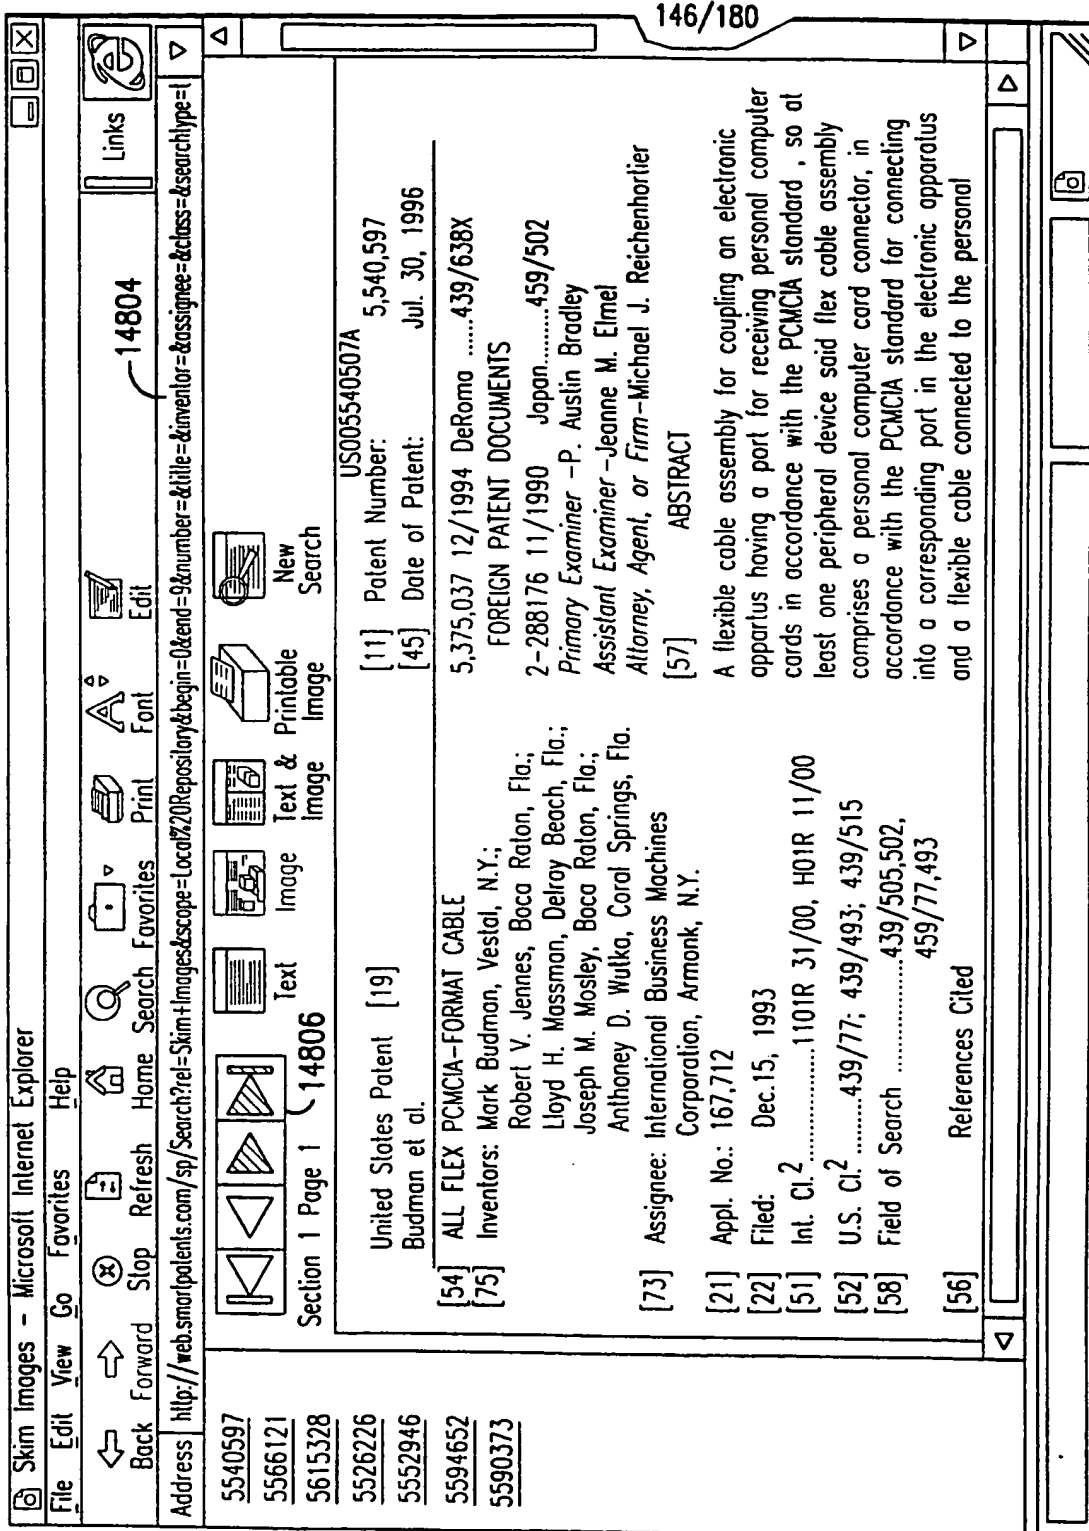 146/180
Skim Images - Microsoft Internet Explorer
File Edit View Go Favorites Help
Back Forward Stop Refresh Home Search Favorites Print Font Edit
Links
14804
Address http://web.smartpatents.com/sp/Search?rel=Skim+Images&scope=Local%20Repository&begin=0&end=9&number=&title=&inventor=&assignee=&class=&searchtype=1
5540597
5566121
5615328
5526226
5552946
5594652
5590373
14806
Section 1 Page 1
Text
Image
Text & Image
Printable Image
New Search
United States Patent [19]
Budman et al.
US005540507A
[11] Patent Number: 5,540,597
[45] Date of Patent: Jul. 30, 1996
[54] ALL FLEX PCMCIA-FORMAT CABLE
[75] Inventors: Mark Budman, Vestal, N.Y.;
Robert V. Jennes, Boca Raton, Fla.;
Lloyd H. Massman, Delray Beach, Fla.;
Joseph M. Mosley, Boca Raton, Fla.;
Anthoney D. Wutka, Coral Springs, Fla.
[73] Assignee: International Business Machines
Corporation, Armonk, N.Y.
[21] Appl. No.: 167,712
[22] Filed: Dec.15, 1993
[51] Int. Cl.2 ................1101R 31/00, H01R 11/00
[52] U.S. Cl.2 .........439/77; 439/493; 439/515
[58] Field of Search ................439/505,502,
459/77,493
[56] References Cited
5,375,037 12/1994 DeRoma ......439/638X
FOREIGN PATENT DOCUMENTS
2-288176 11/1990 Japan.........459/502
Primary Examiner -P. Austin Bradley
Assistant Examiner -Jeanne M. Elmel
Attorney, Agent, or Firm-Michael J. Reichenhortier
[57] ABSTRACT
A flexible cable assembly for coupling an electronic
appartus having a port for receiving personal computer
cards in accordance with the PCMCIA standard , so at
least one peripheral device said flex cable assembly
comprises a personal computer card connector, in
accordance with the PCMCIA standard for connecting
into a corresponding port in the electronic apparatus
and a flexible cable connected to the personal